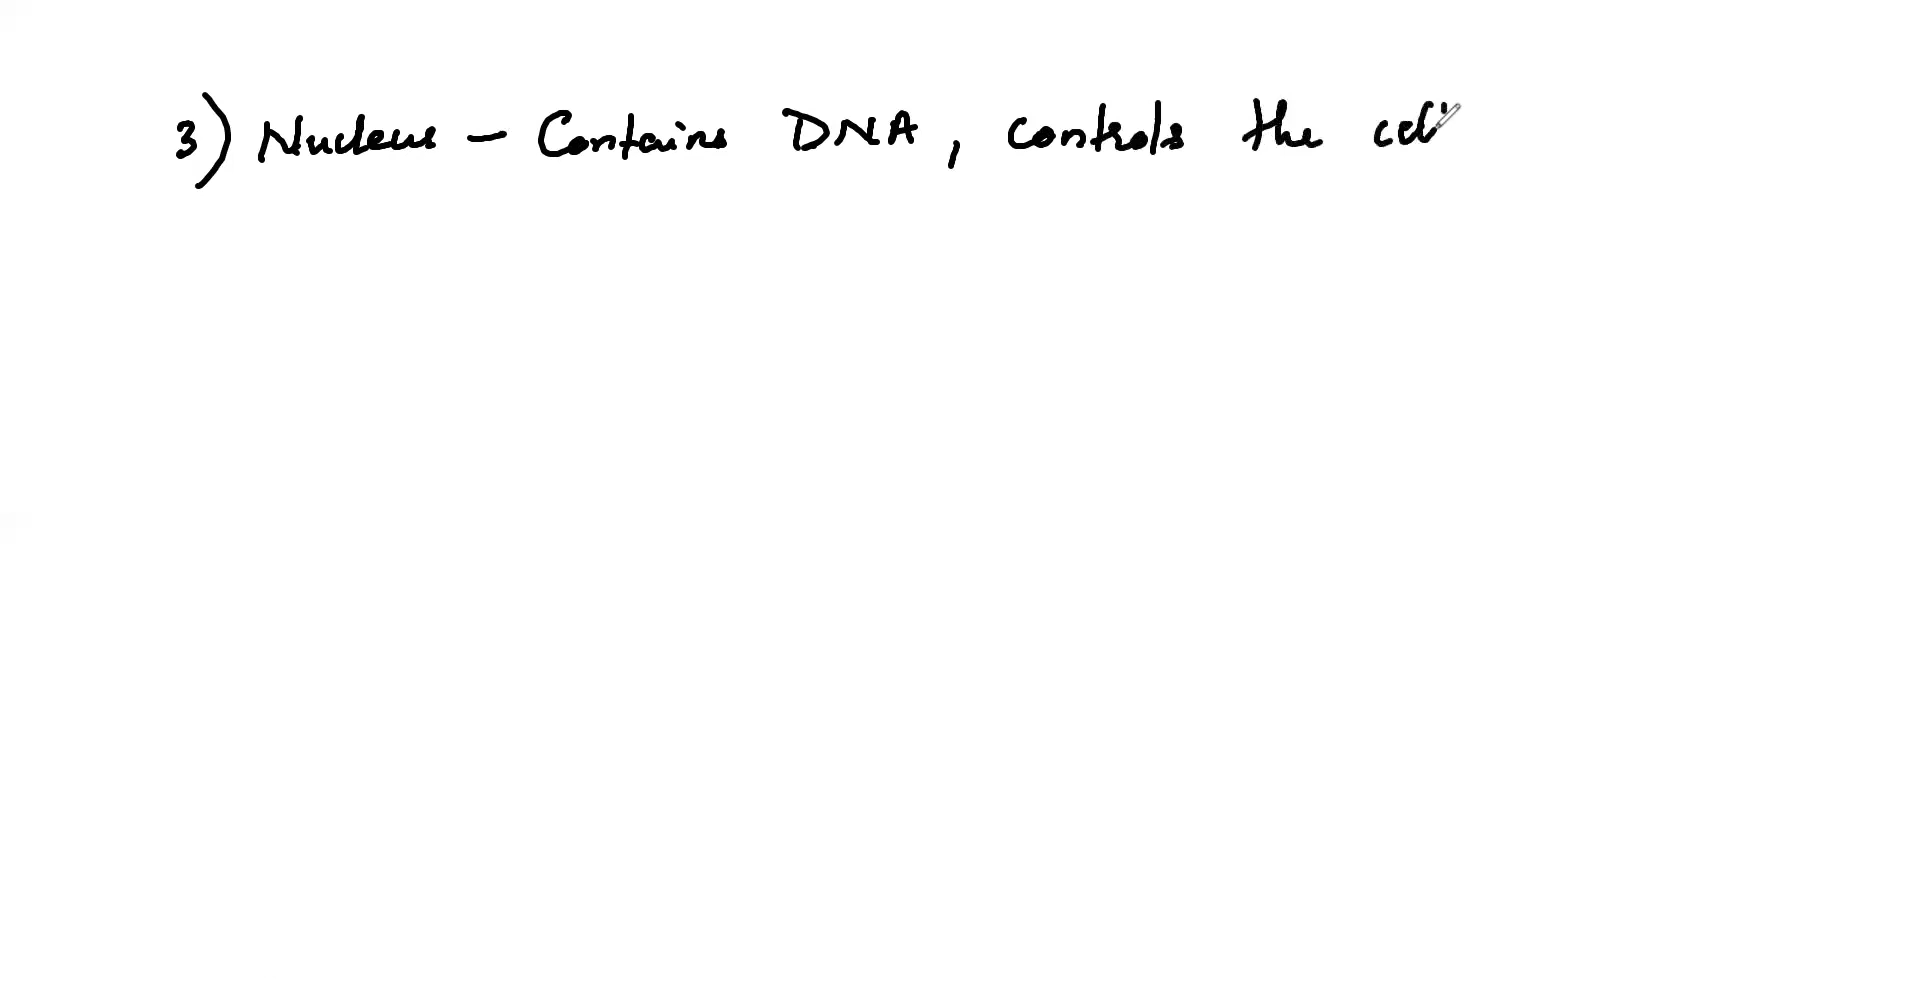 3) Nucleus - Contains DNA, controls the